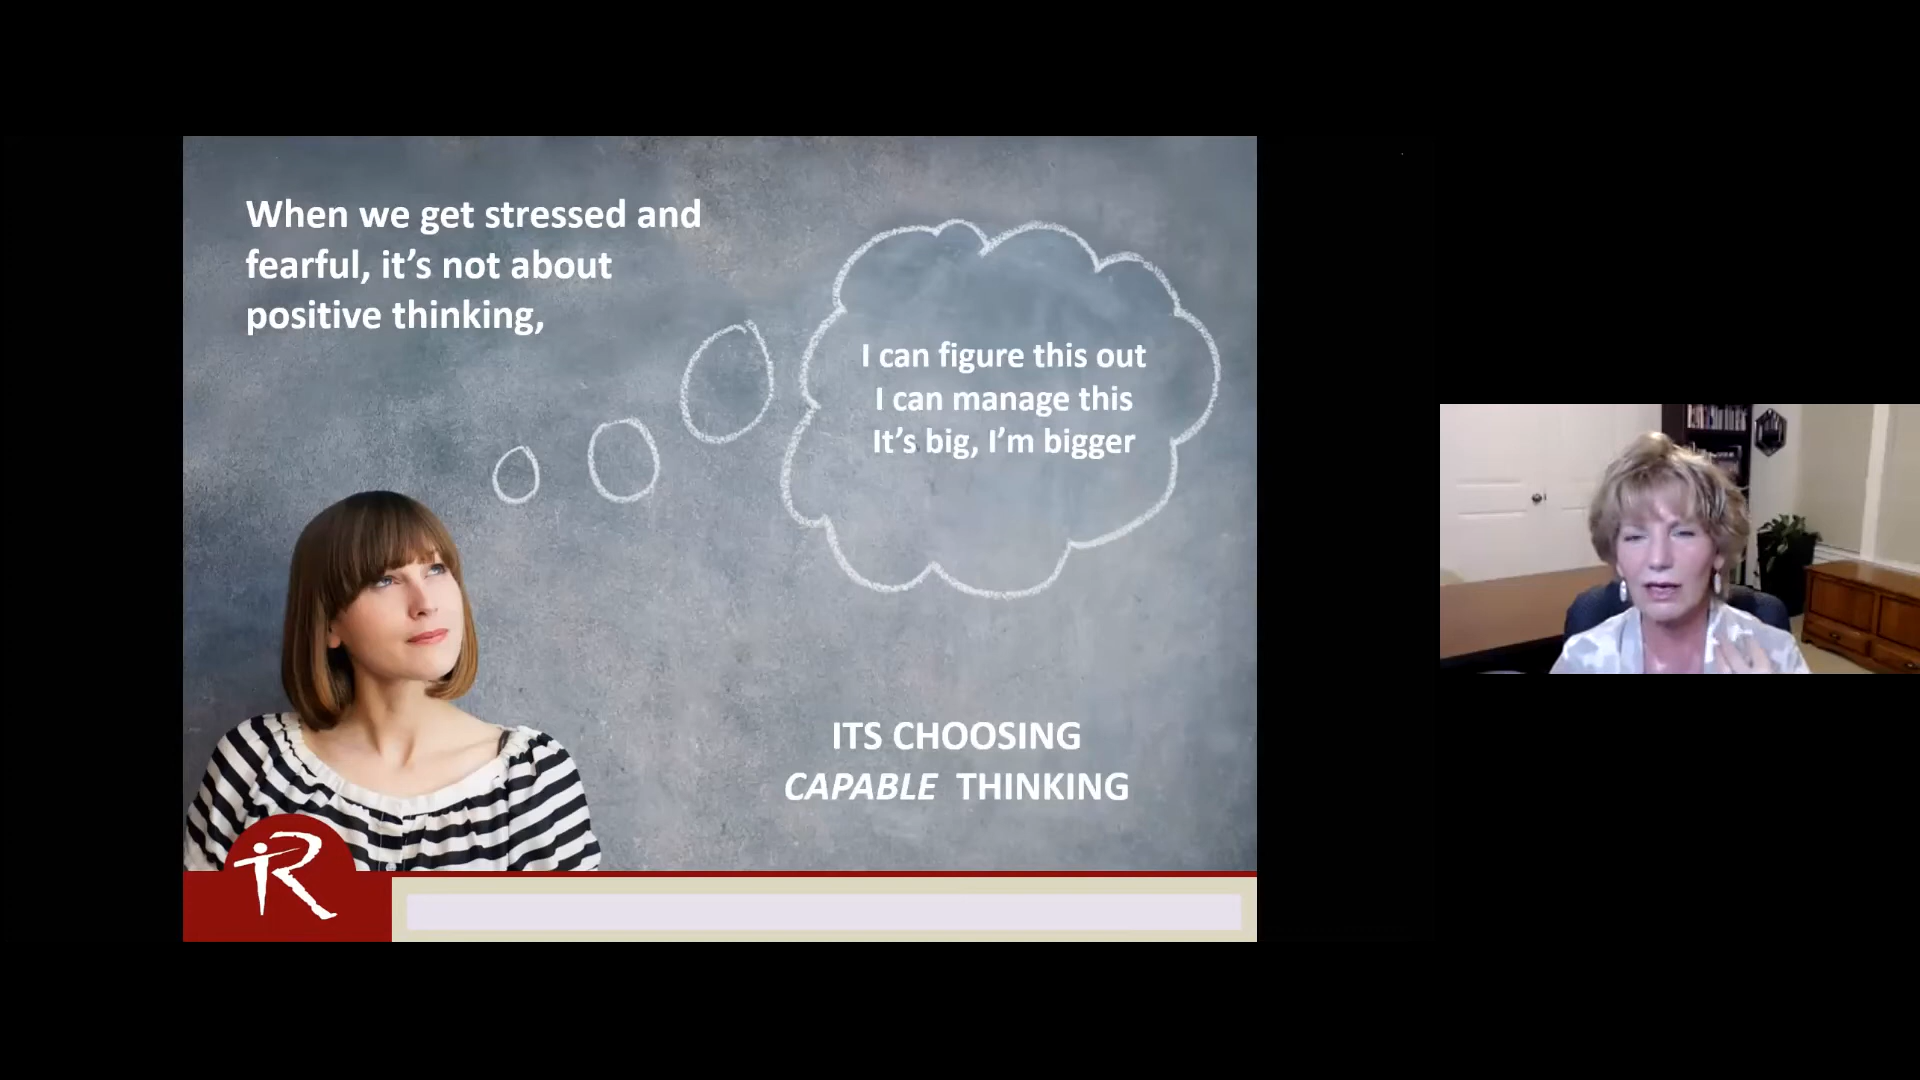 When we get stressed and
fearful, it’s not about
positive thinking,
I can figure this out
I can manage this
It’s big, I’m bigger
ITS CHOOSING
CAPABLE THINKING
R